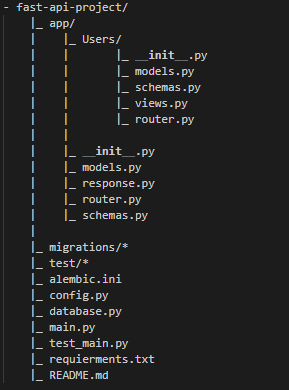 - fast-api-project/
|_ app/
| |_ Users/
| | |_ __init__.py
| | |_ models.py
| | |_ schemas.py
| | |_ views.py
| | |_ router.py
| |
| |_ __init__.py
| |_ models.py
| |_ response.py
| |_ router.py
| |_ schemas.py
|
|_ migrations/*
|_ test/*
|_ alembic.ini
|_ config.py
|_ database.py
|_ main.py
|_ test_main.py
|_ requierments.txt
|_ README.md